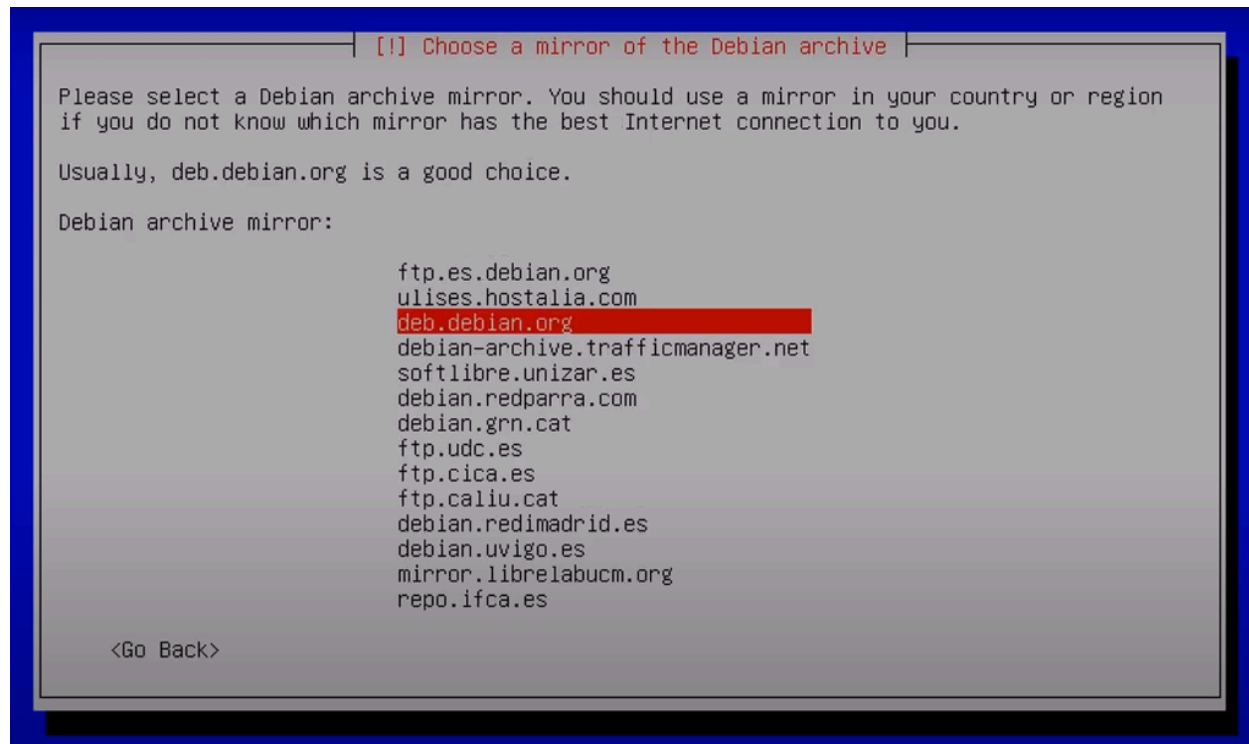 [!] Choose a mirror of the Debian archive
Please select a Debian archive mirror. You should use a mirror in your country or region
if you do not know which mirror has the best Internet connection to you.
Usually, deb.debian.org is a good choice.
Debian archive mirror:
ftp.es.debian.org
ulises.hostalia.com
deb.debian.org
debian-archive.trafficmanager.net
softlibre.unizar.es
debian.redparra.com
debian.grn.cat
ftp.udc.es
ftp.cica.es
ftp.caliu.cat
debian.redimadrid.es
debian.uvigo.es
mirror.librelabucm.org
repo.ifca.es
<Go Back>